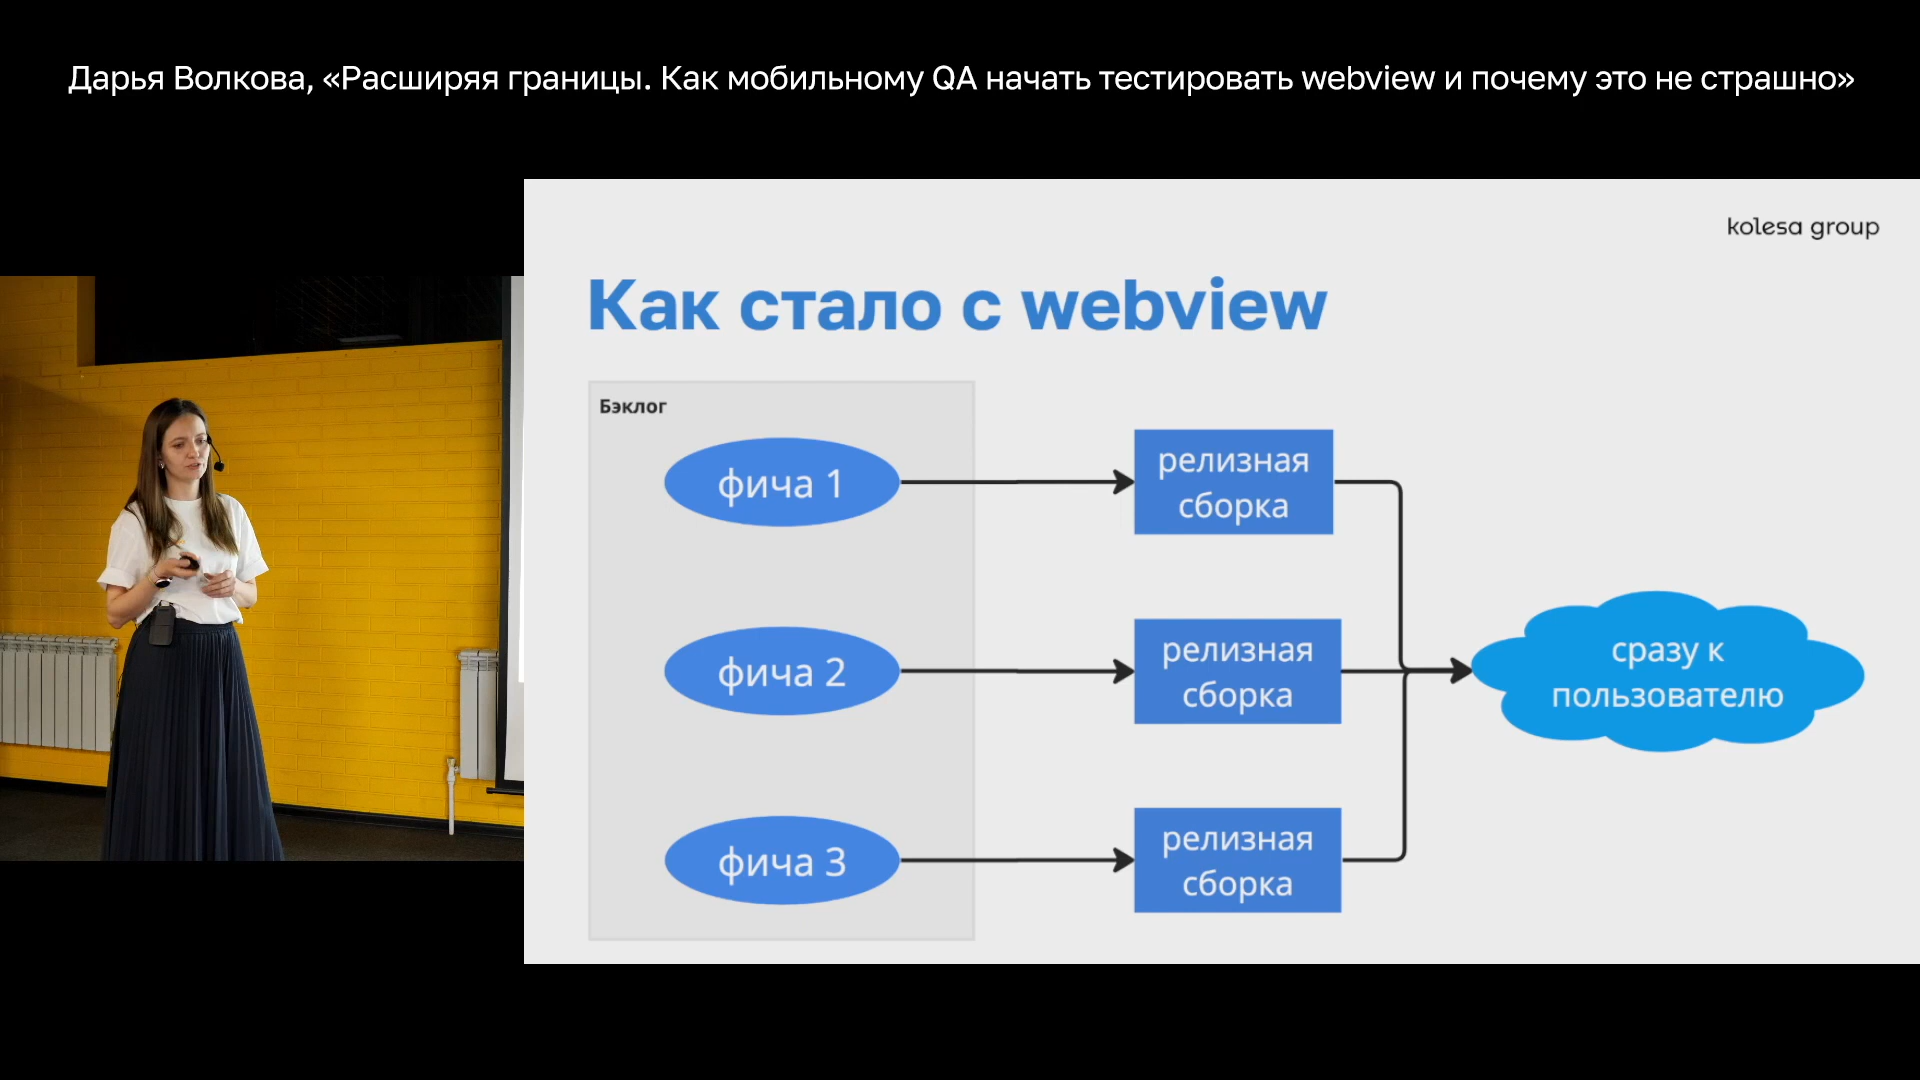 Дарья Волкова, «Расширяя границы. Как мобильному QA начать тестировать webview и почему это не страшно»
kolesa group
Как стало с webview
Бэклог
фича 1
релизная
сборка
фича 2
релизная
сборка
сразу к
пользователю
фича 3
релизная
сборка